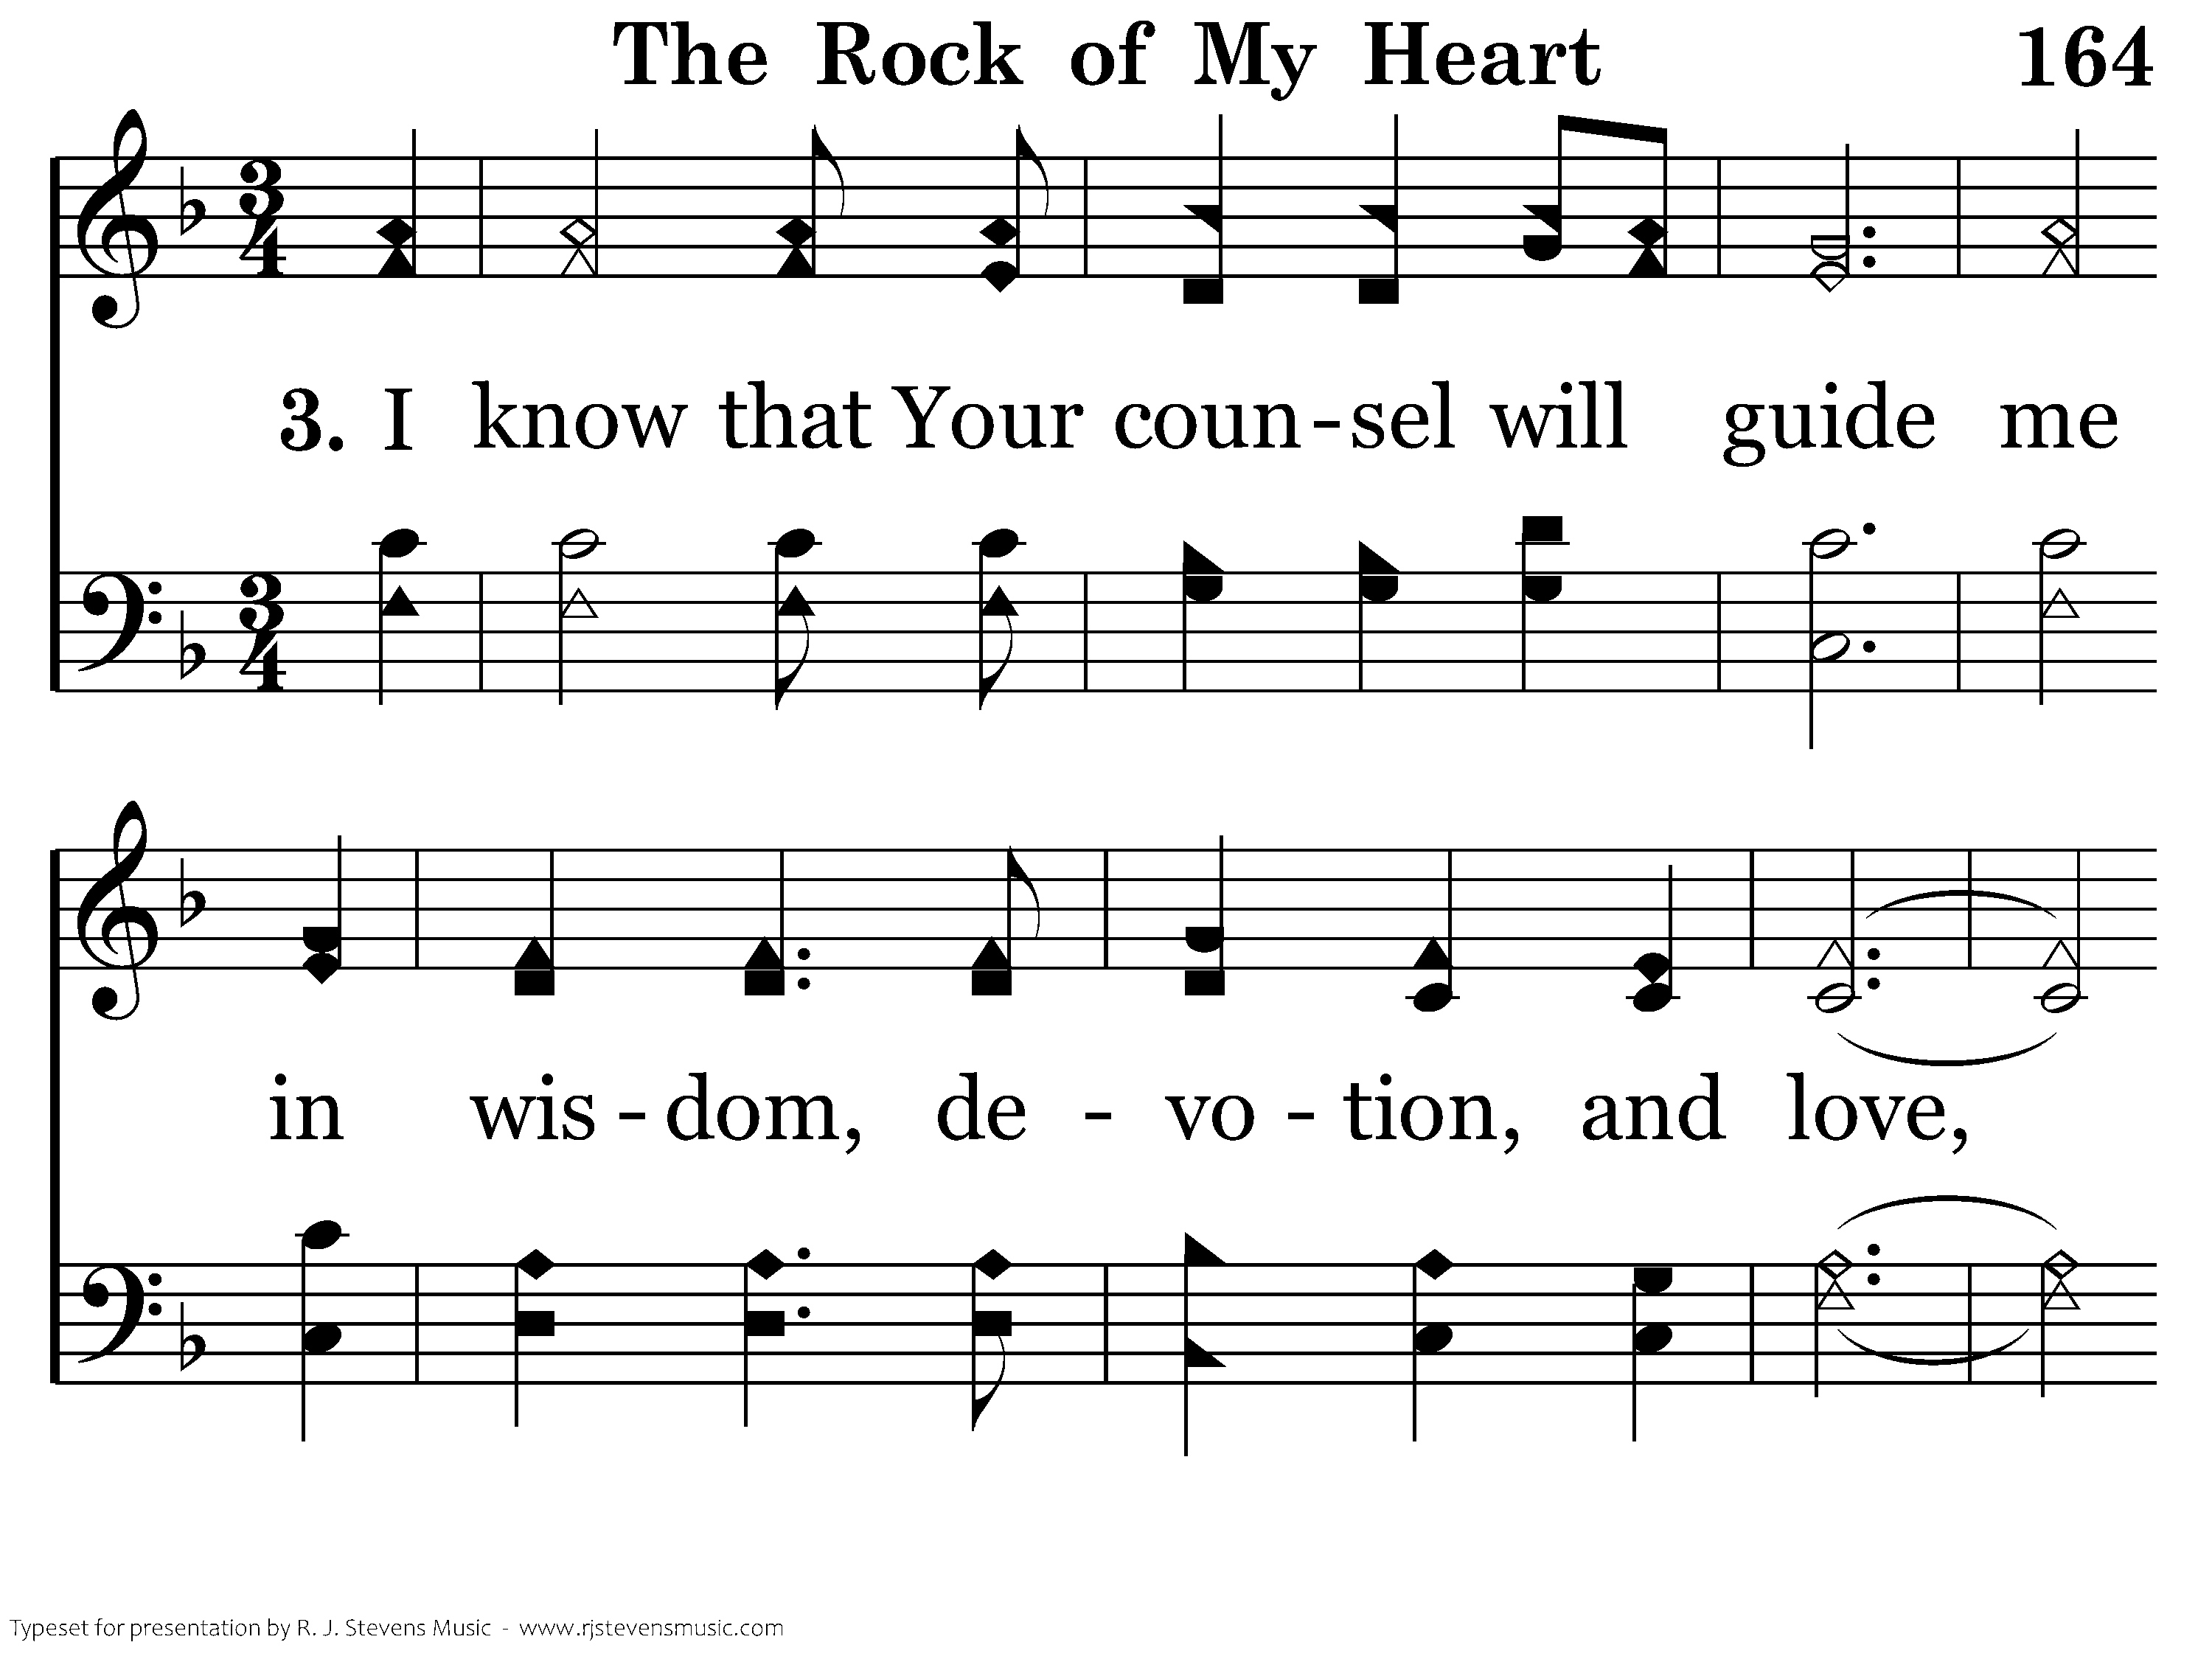 The Rock of My Heart 164
3. I know that Your coun-sel will guide me
in wis-dom, de-vo-tion, and love,
Typeset for presentation by R. J. Stevens Music - www.rjstevensmusic.com